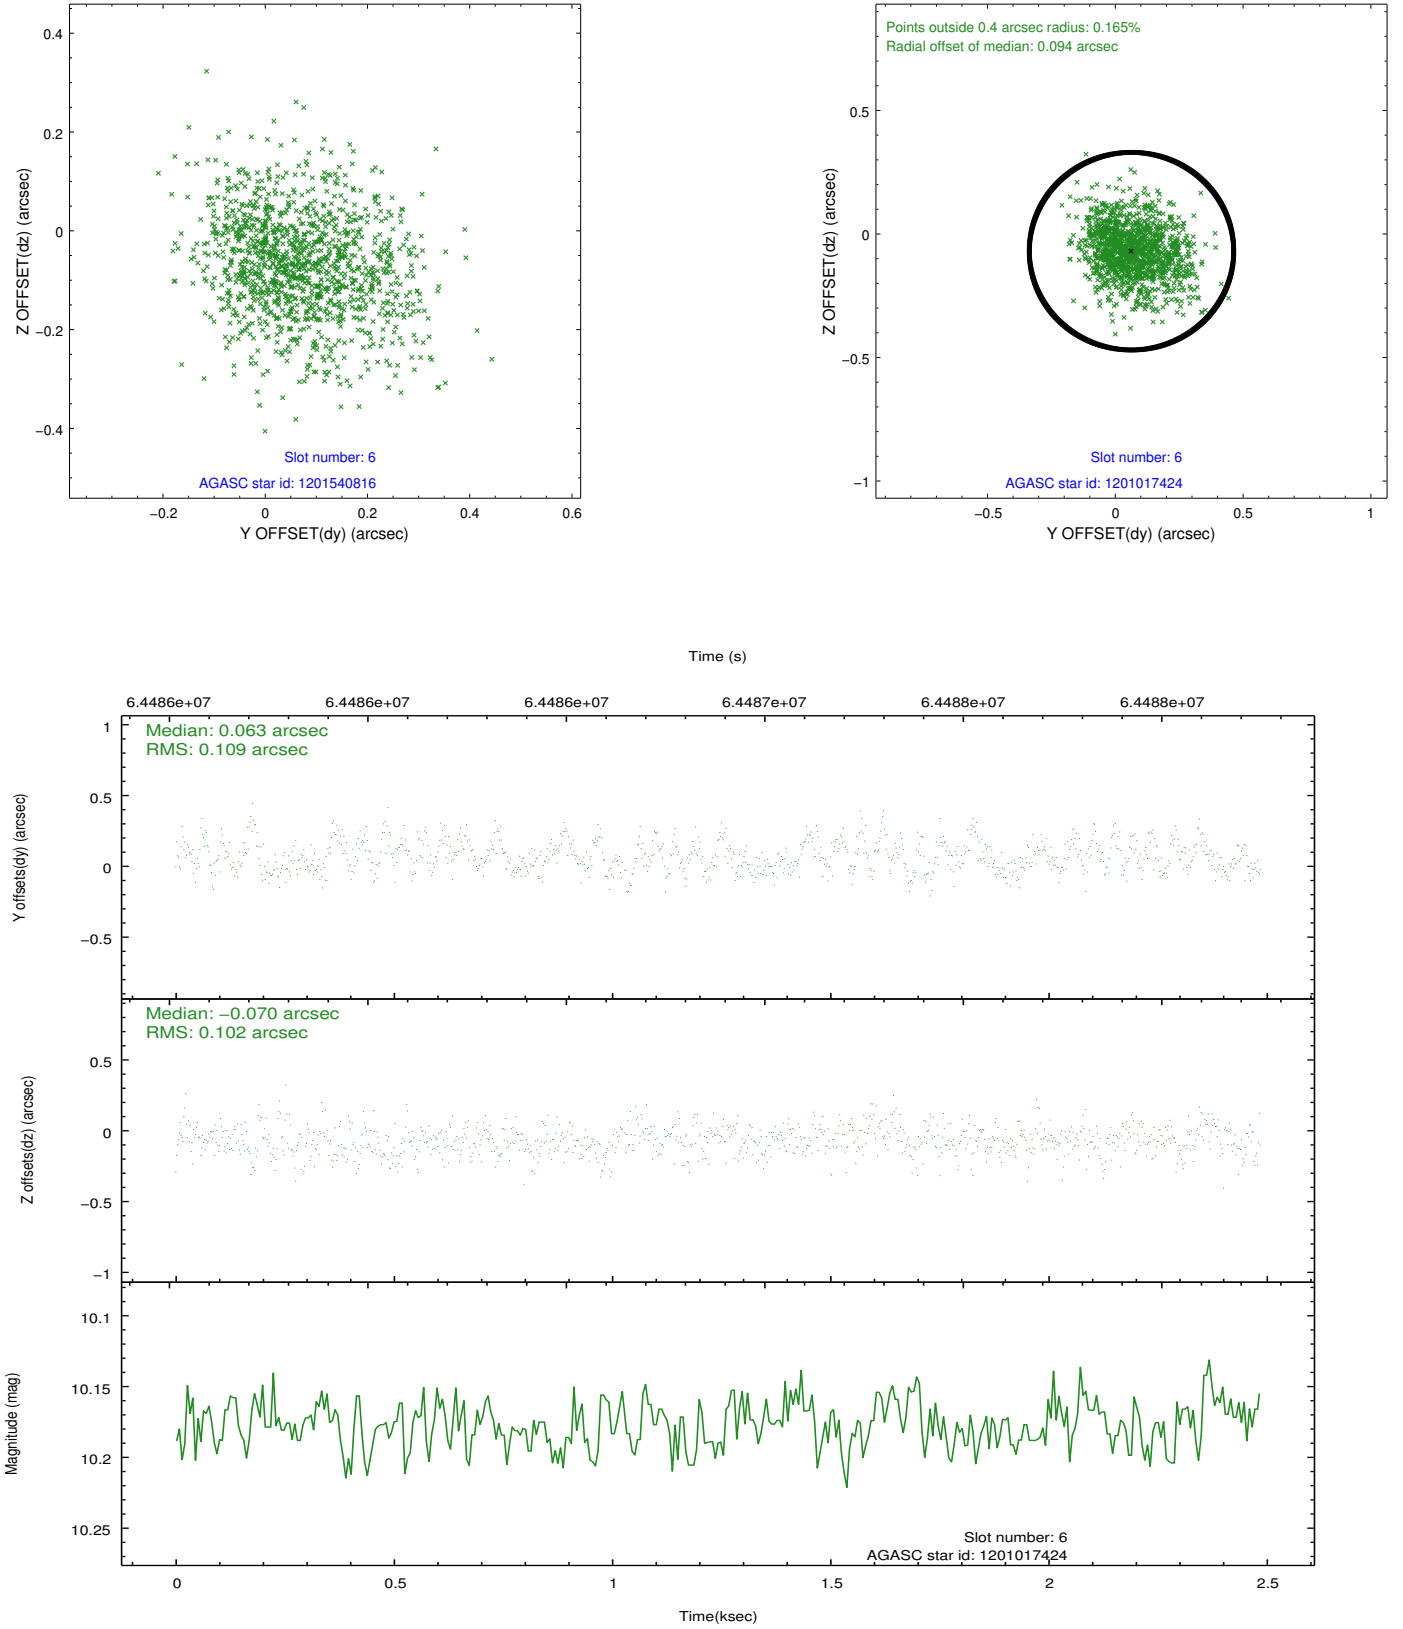 0.4
0.2
0
−0.2
−0.4
Z OFFSET(dz) (arcsec)
Slot number: 6
AGASC star id: 1201540816
−0.2 0 0.2 0.4 0.6
Y OFFSET(dy) (arcsec)
Points outside 0.4 arcsec radius: 0.165%
Radial offset of median: 0.094 arcsec
0.5
0
−0.5
−1
Z OFFSET(dz) (arcsec)
Slot number: 6
AGASC star id: 1201017424
−0.5 0 0.5 1
Y OFFSET(dy) (arcsec)
Time (s)
6.4486e+07 6.4486e+07 6.4486e+07 6.4487e+07 6.4488e+07 6.4488e+07
Median: 0.063 arcsec
RMS: 0.109 arcsec
1
0.5
0
−0.5
Y offsets(dy) (arcsec)
Median: −0.070 arcsec
RMS: 0.102 arcsec
0.5
0
−0.5
−1
Z offsets(dz) (arcsec)
10.1
10.15
10.2
10.25
Magnitude (mag)
Slot number: 6
AGASC star id: 1201017424
0 0.5 1 1.5 2 2.5
Time(ksec)